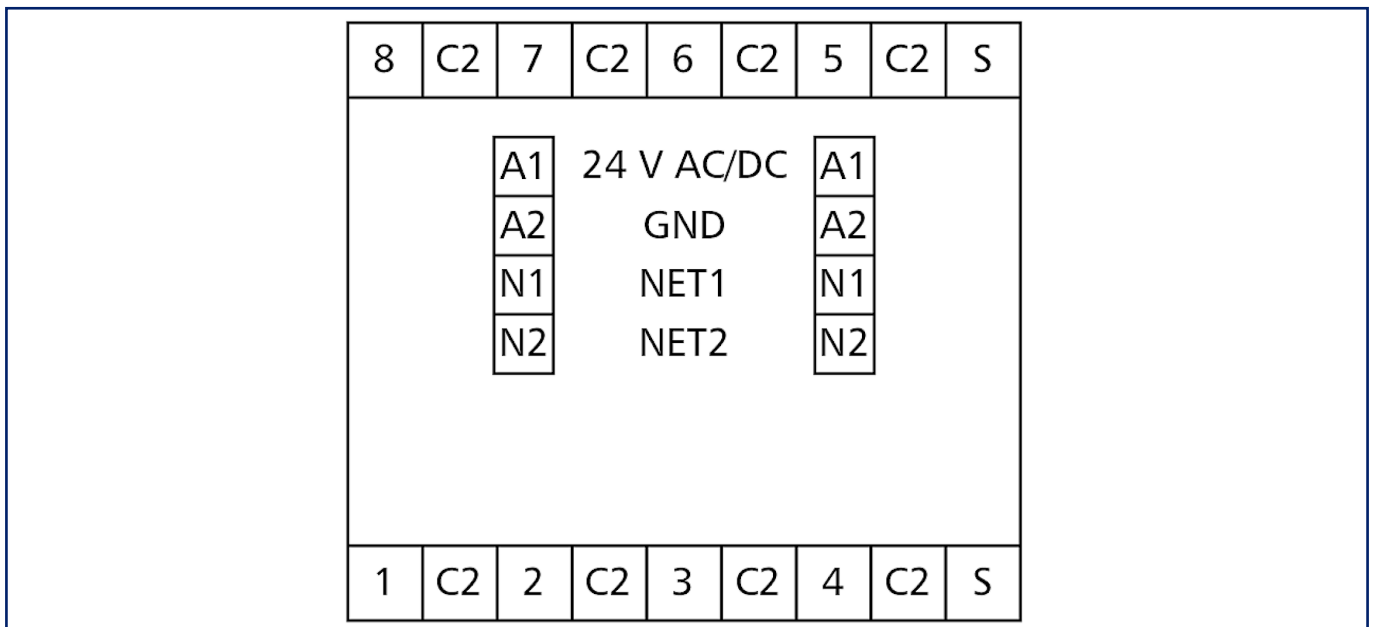 8 C2 7 C2 6 C2 5 C2 S
A1 24 V AC/DC A1
A2 GND A2
N1 NET1 N1
N2 NET2 N2
1 C2 2 C2 3 C2 4 C2 S